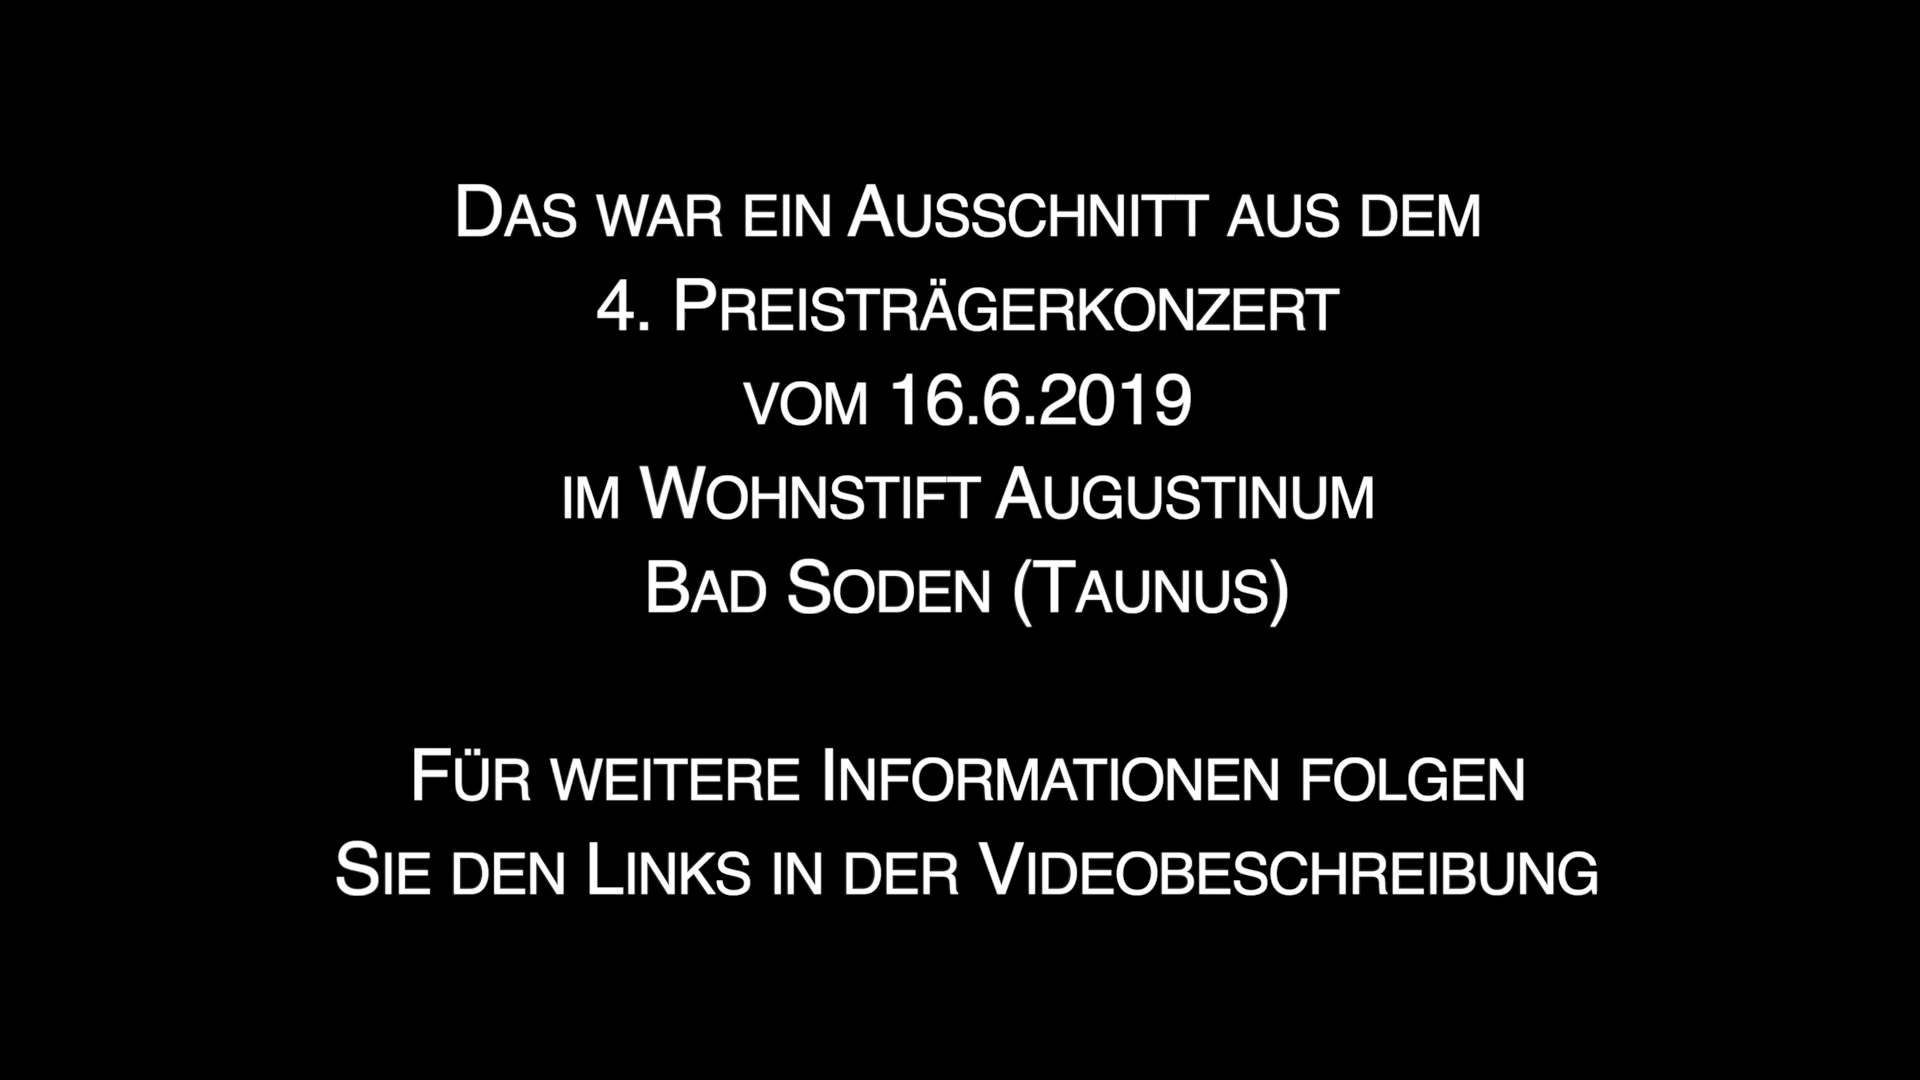 Das war ein Ausschnitt aus dem
4. Preisträgerkonzert
vom 16.6.2019
im Wohnstift Augustinum
Bad Soden (Taunus)
Für weitere Informationen folgen
Sie den Links in der Videobeschreibung